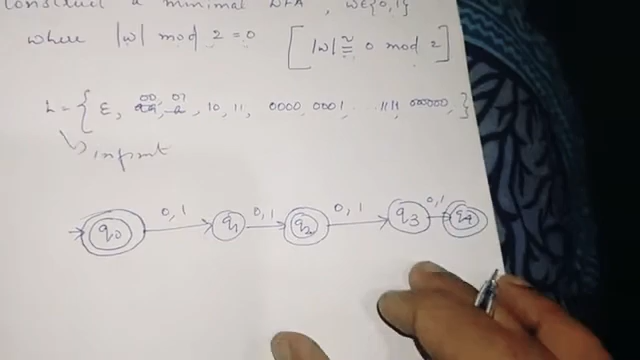 Construct a minimal DFA, w∈{0,1}
where |w| mod 2 = 0 [|w| ≅ 0 mod 2]
L = { ε, 00, 01, 10, 11, 0000, 0001, ... 1111, 000000, }
q0 0,1 q1 0,1 q2 0,1 q3 0,1 q4